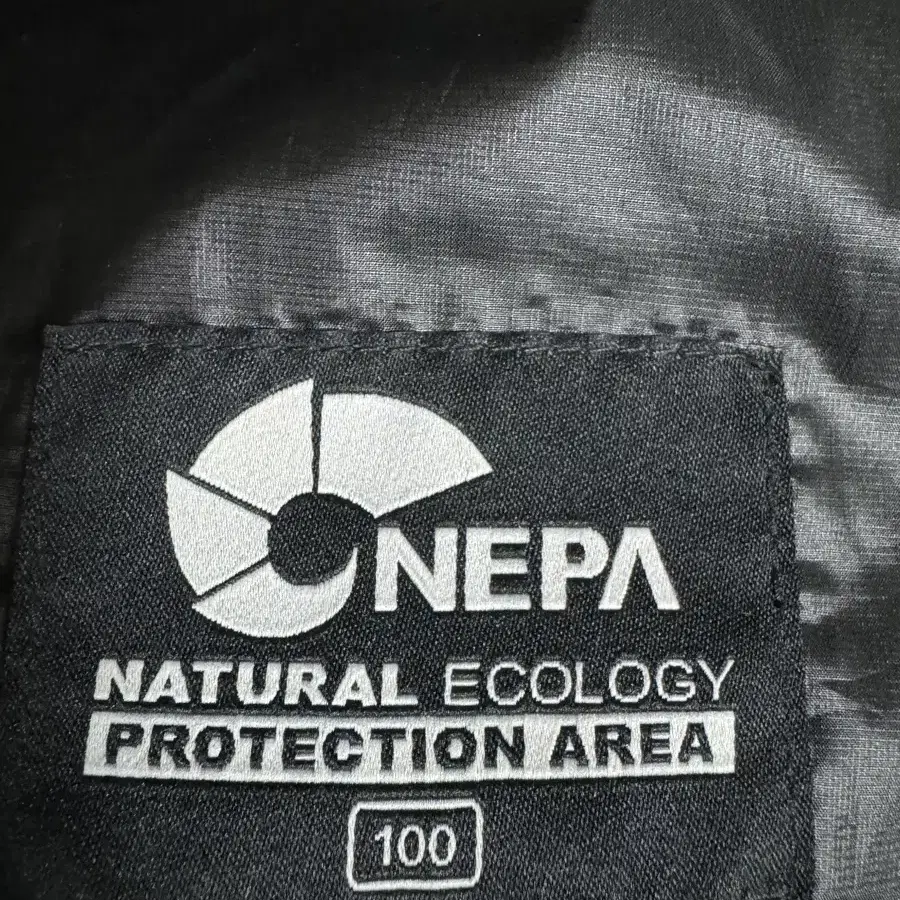 NEPA
NATURAL ECOLOGY
PROTECTION AREA
100